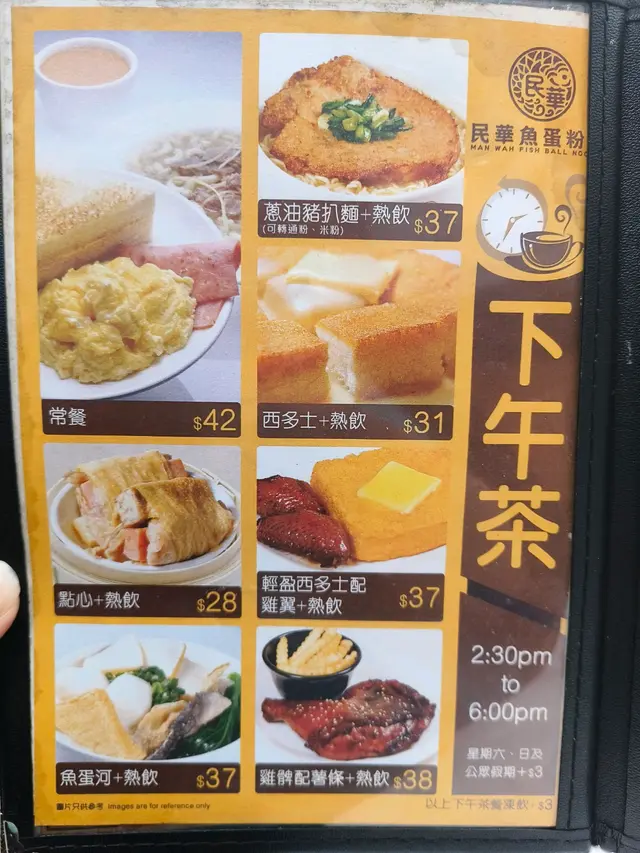 民華
民華魚蛋粉
MAN WAH FISH BALL
下午茶
2:30pm
to
6:00pm
星期六、日及
公眾假期+$3
常餐 $42
蔥油豬扒麵+熱飲 $37
(可轉通粉、米粉)
西多士+熱飲 $31
點心+熱飲 $28
輕盈西多士配
雞翼+熱飲 $37
魚蛋河+熱飲 $37
雞髀配薯條+熱飲 $38
圖片只供參考 images are for reference only
以上下午茶餐凍飲+$3